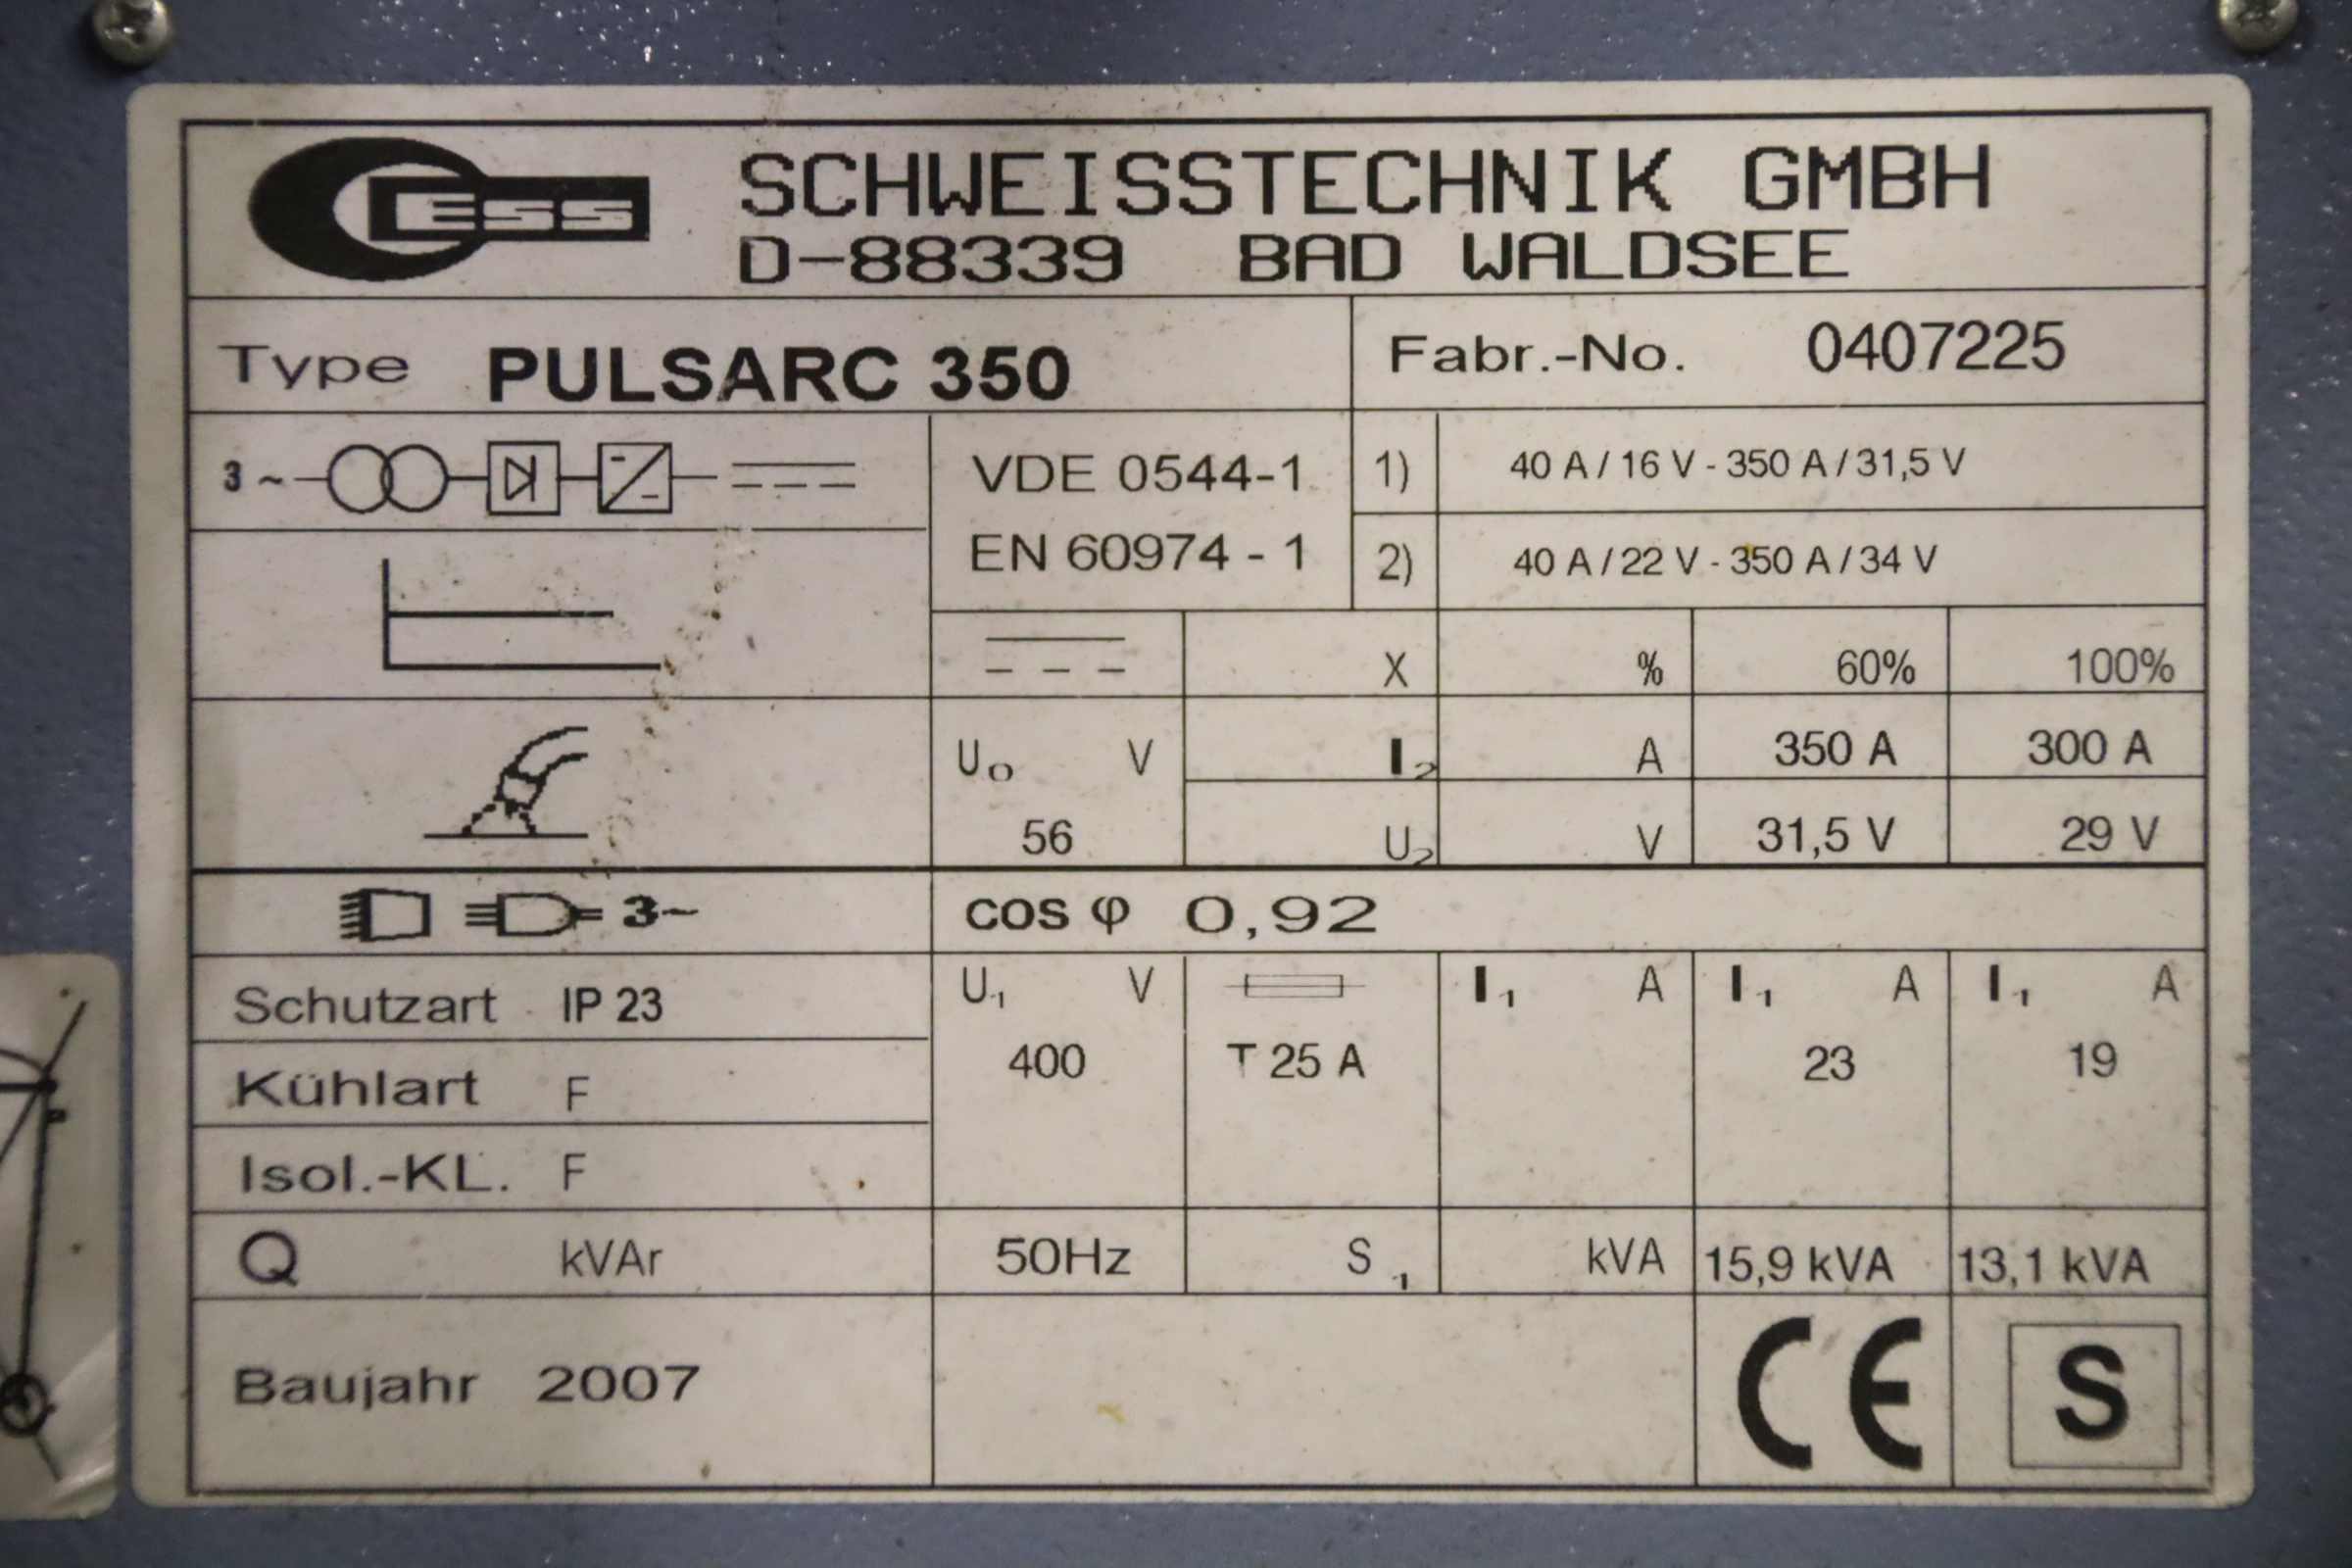 ESS SCHWEISSTECHNIK GMBH
D-88339 BAD WALDSEE
Type PULSARC 350
Fabr.-No. 0407225
3 ~
VDE 0544-1
EN 60974 - 1
1) 40 A / 16 V - 350 A / 31,5 V
2) 40 A / 22 V - 350 A / 34 V
X % 60% 100%
U₀ V
56
I₂ A 350 A 300 A
U₂ V 31,5 V 29 V
3~
cos φ 0,92
Schutzart IP 23
Kühlart F
Isol.-KL. F
U₁ V I₁ A I₁ A I₁ A
400 T 25 A 23 19
Q kVAr 50Hz S₁ kVA 15,9 kVA 13,1 kVA
Baujahr 2007
CE S